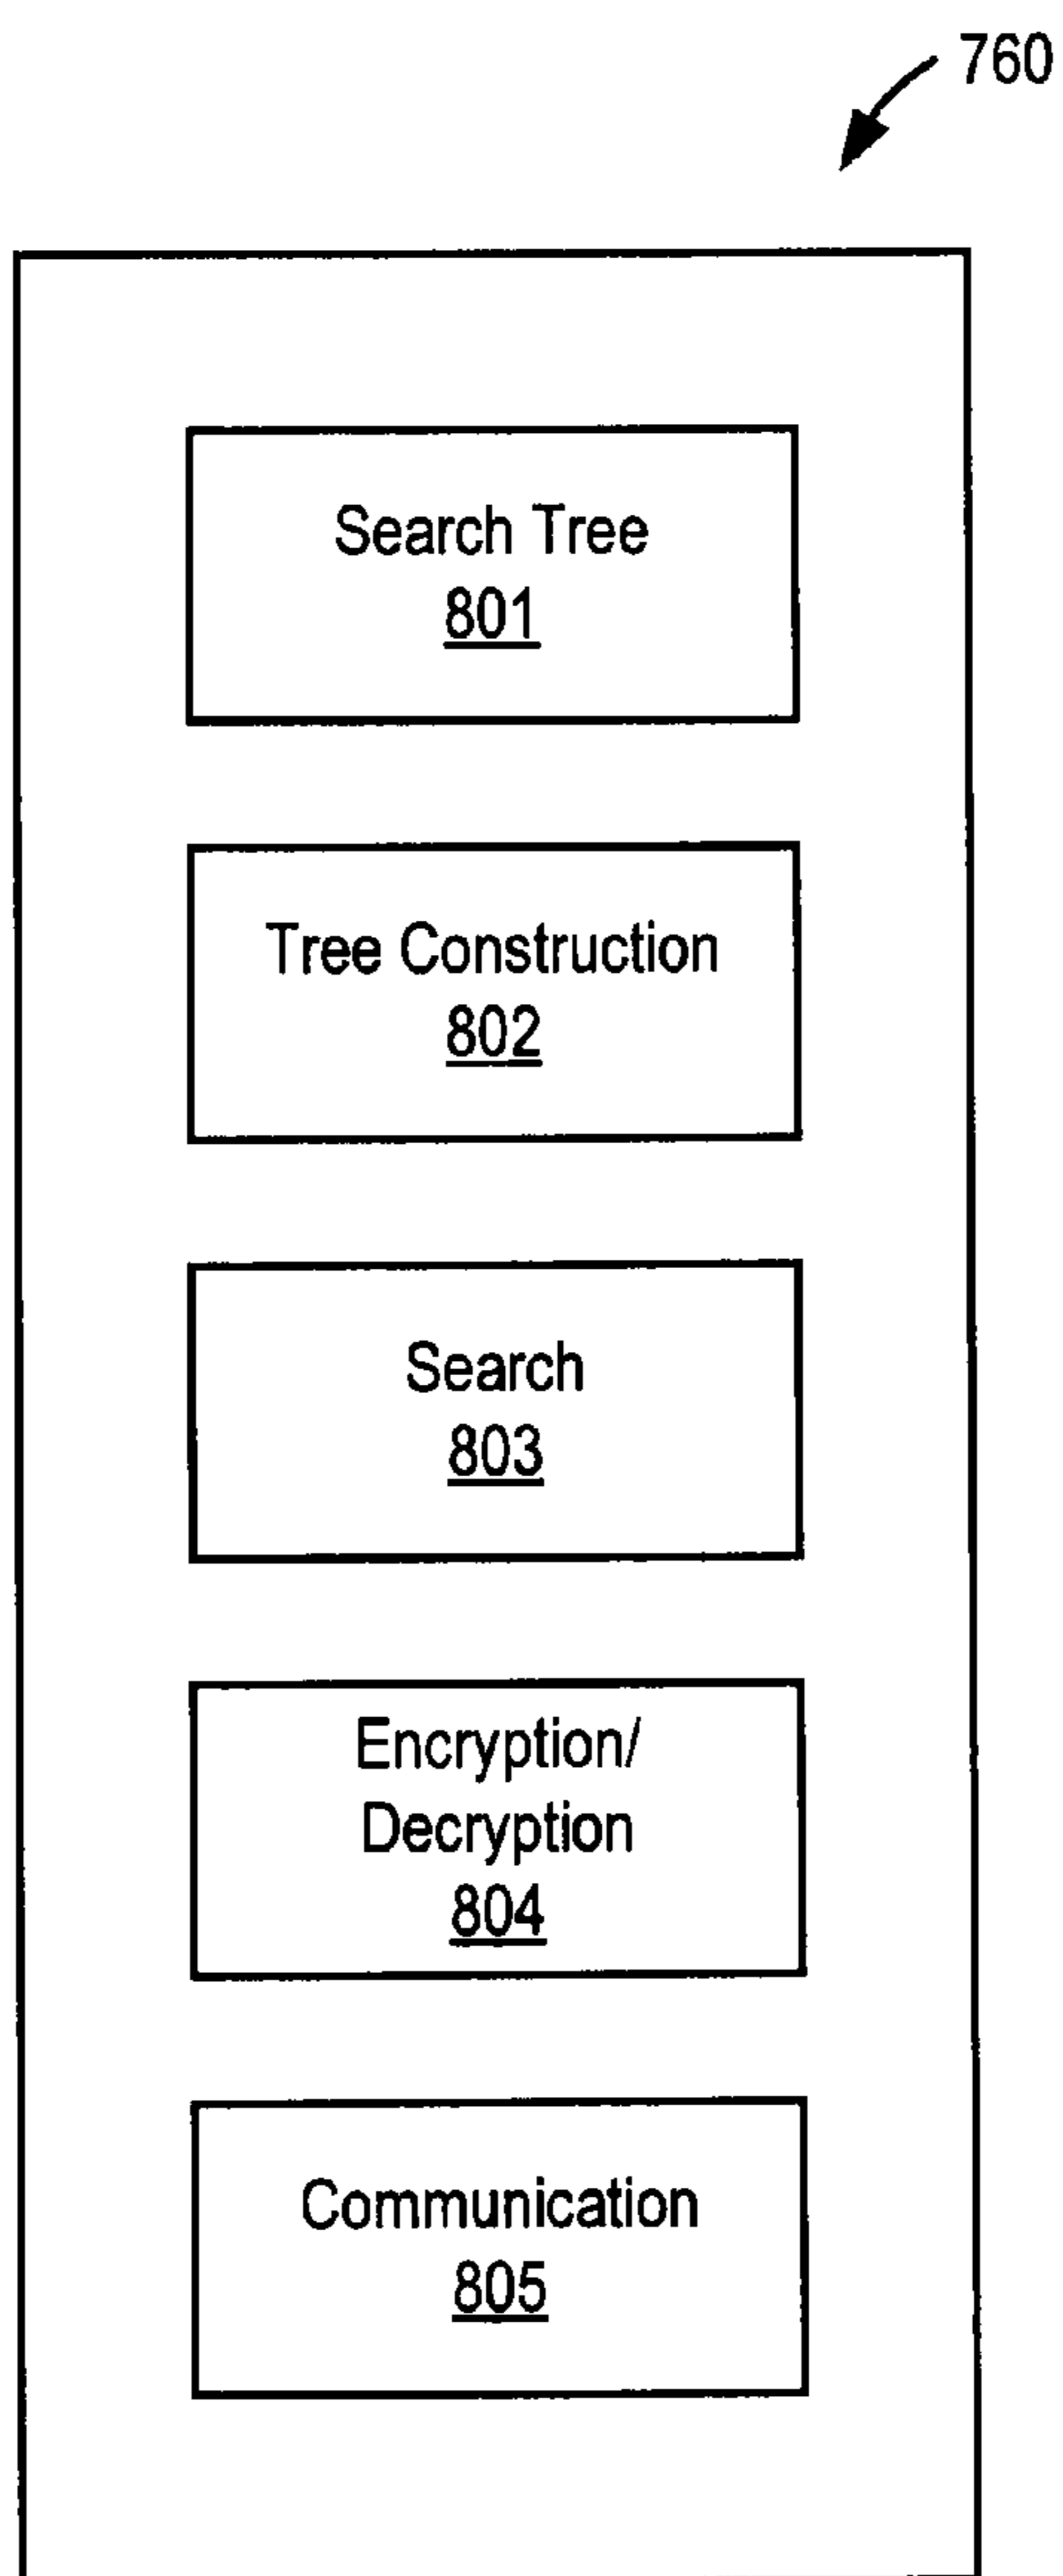 760
Search Tree
801
Tree Construction
802
Search
803
Encryption/
Decryption
804
Communication
805